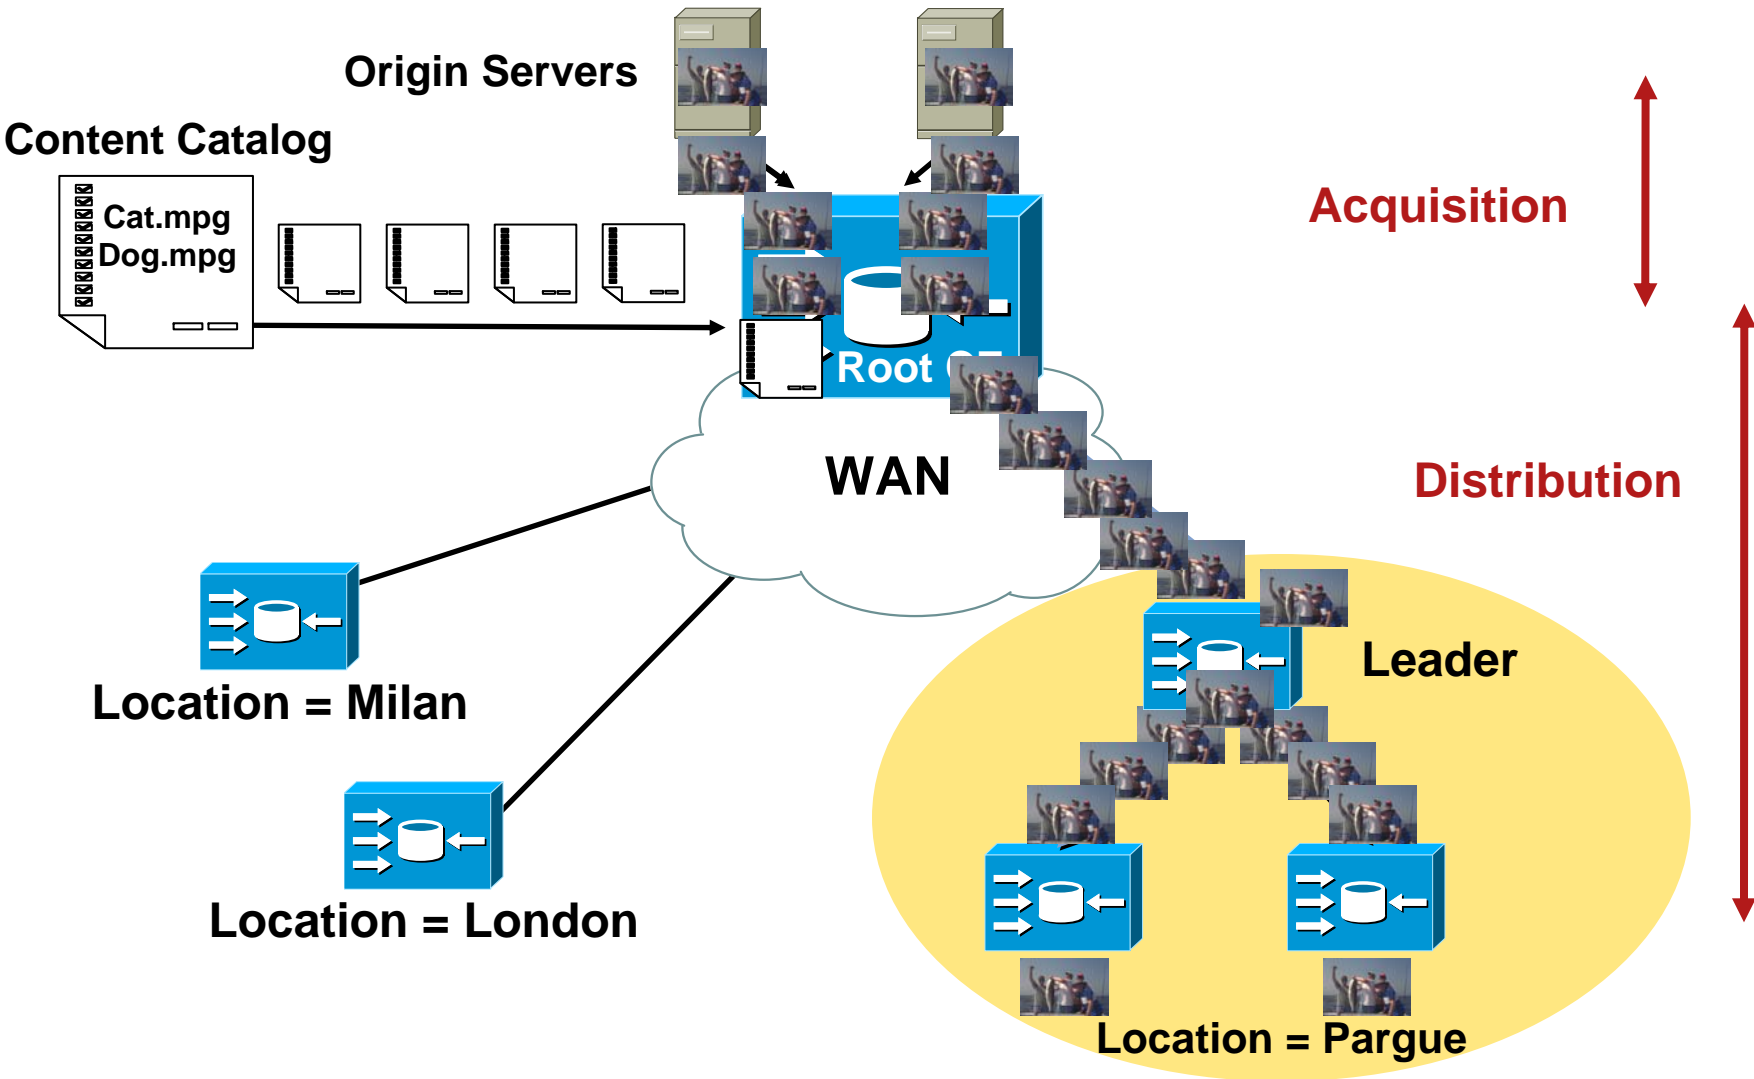 Origin Servers
Content Catalog
Cat.mpg
Dog.mpg
Acquisition
Root
WAN
Distribution
Leader
Location = Milan
Location = London
Location = Pargue